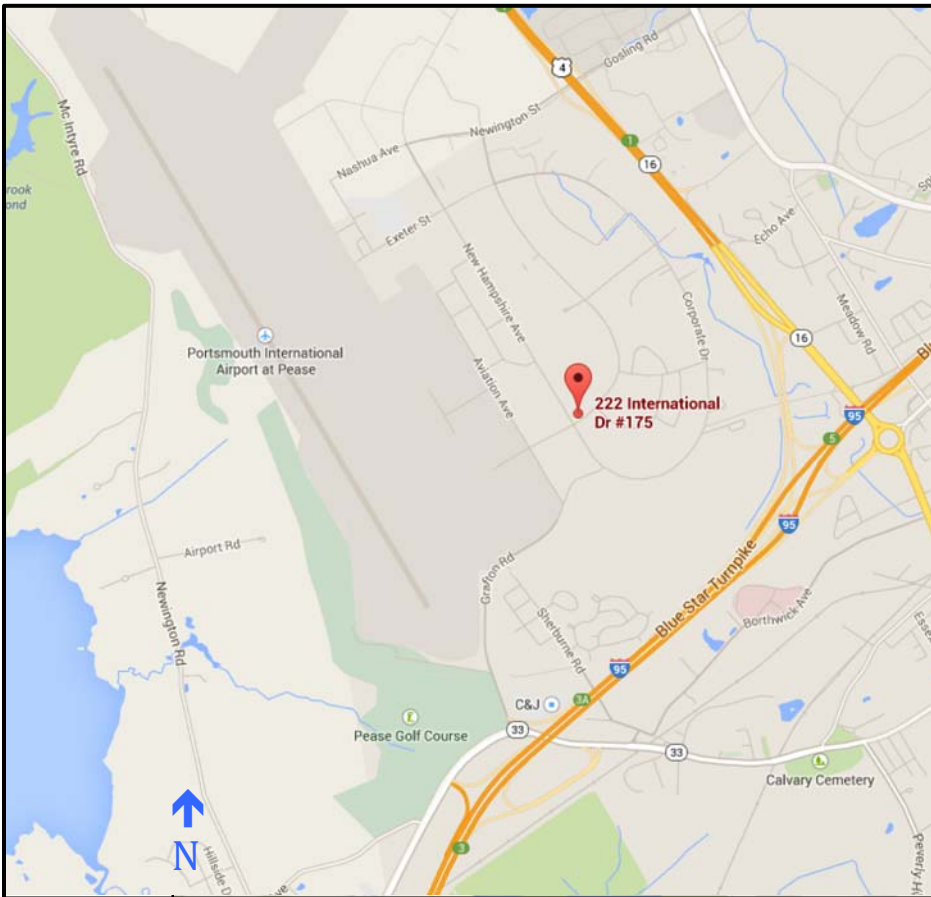 Gosling Rd
4
Newington St
1
Mc Intyre Rd
Nashua Ave
16
Exeter St
Echo Ave
New Hampshire Ave
Corporate Dr
Meadow Rd
Portsmouth International
Airport at Pease
16
Aviation Ave
222 International
Dr #175
95
5
95
Airport Rd
Grafton Rd
Blue Star Turnpike
Newington Rd
Sherburne Rd
Borthwick Ave
95
C&J
3A
Pease Golf Course
33
33
Calvary Cemetery
N
3